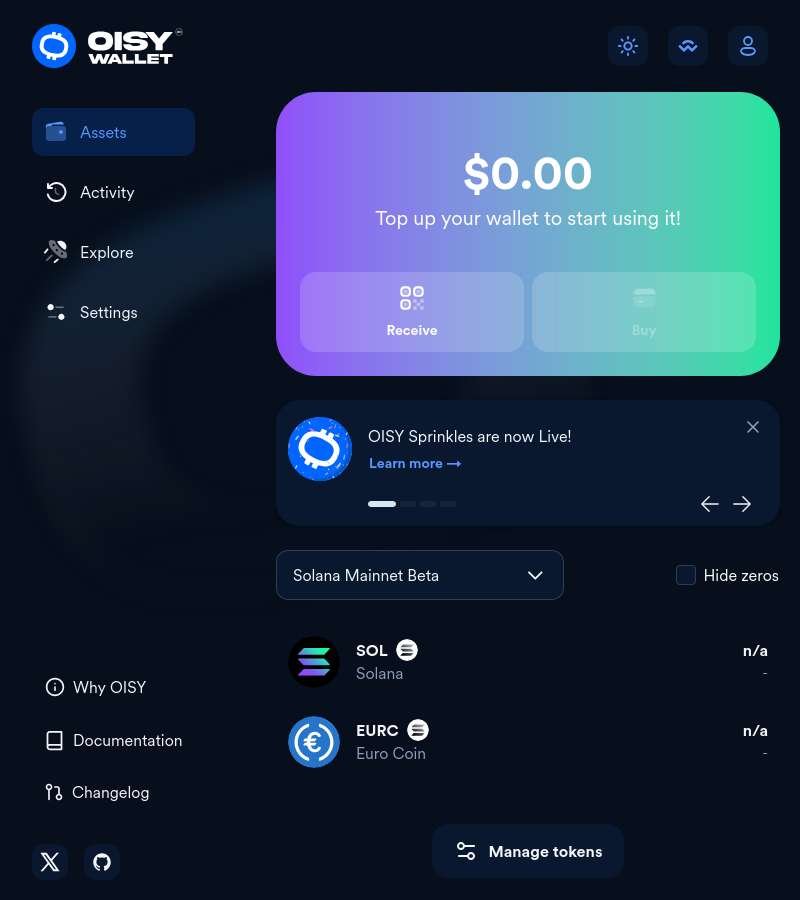 OISY
WALLET
Assets
Activity
Explore
Settings
$0.00
Top up your wallet to start using it!
Receive
Buy
OISY Sprinkles are now Live!
Learn more →
Solana Mainnet Beta
Hide zeros
SOL
n/a
Solana
-
EURC
n/a
Euro Coin
-
Why OISY
Documentation
Changelog
Manage tokens